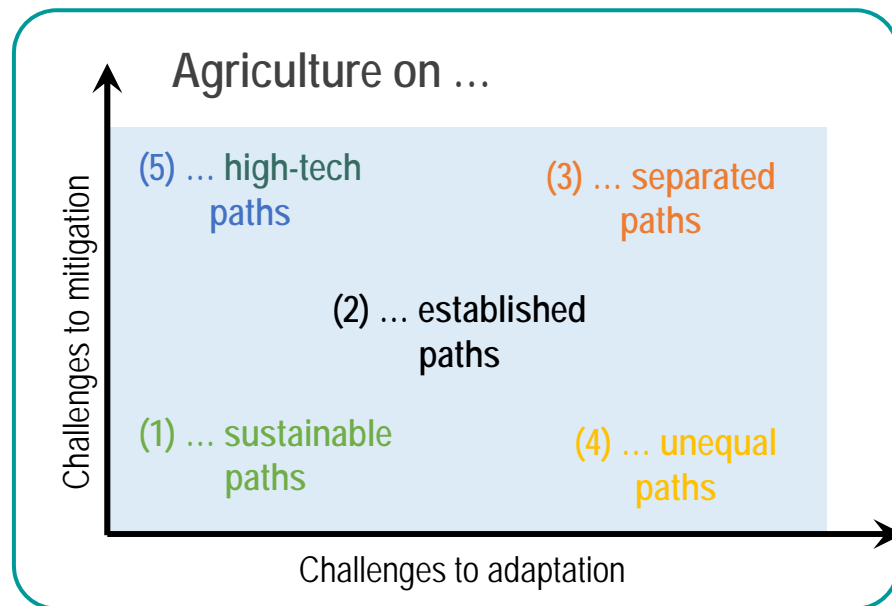 Agriculture on ...
(5) ... high-tech
paths
(3) ... separated
paths
(2) ... established
paths
(1) ... sustainable
paths
(4) ... unequal
paths
Challenges to mitigation
Challenges to adaptation